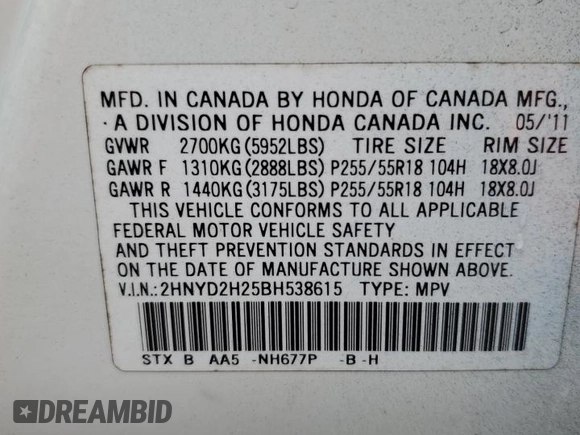 MFD. IN CANADA BY HONDA OF CANADA MFG.,
A DIVISION OF HONDA CANADA INC. 05/'11
GVWR 2700KG(5952LBS) TIRE SIZE RIM SIZE
GAWR F 1310KG(2888LBS) P255/55R18 104H 18X8.0J
GAWR R 1440KG(3175LBS) P255/55R18 104H 18X8.0J
THIS VEHICLE CONFORMS TO ALL APPLICABLE
FEDERAL MOTOR VEHICLE SAFETY
AND THEFT PREVENTION STANDARDS IN EFFECT
ON THE DATE OF MANUFACTURE SHOWN ABOVE.
V.I.N.:2HNYD2H25BH538615 TYPE: MPV
STX B AA5 -NH677P -B -H
DREAMBID